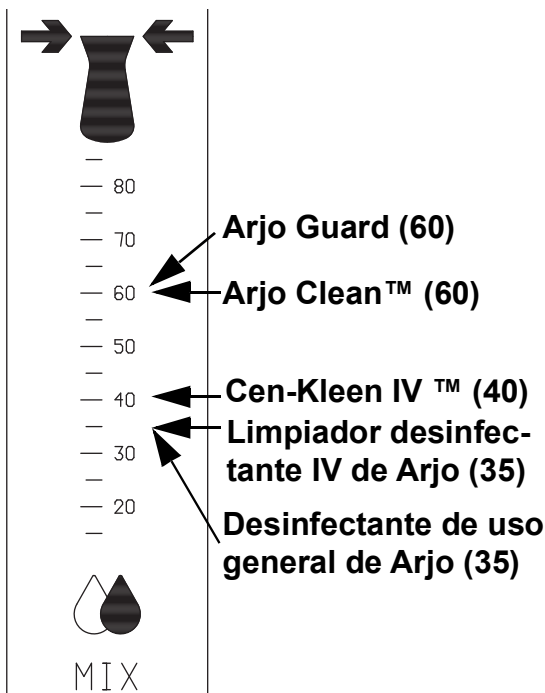 80
70
Arjo Guard (60)
60
Arjo Clean™ (60)
50
40
Cen-Kleen IV ™ (40)
Limpiador desinfec-
tante IV de Arjo (35)
30
20
Desinfectante de uso
general de Arjo (35)
MIX